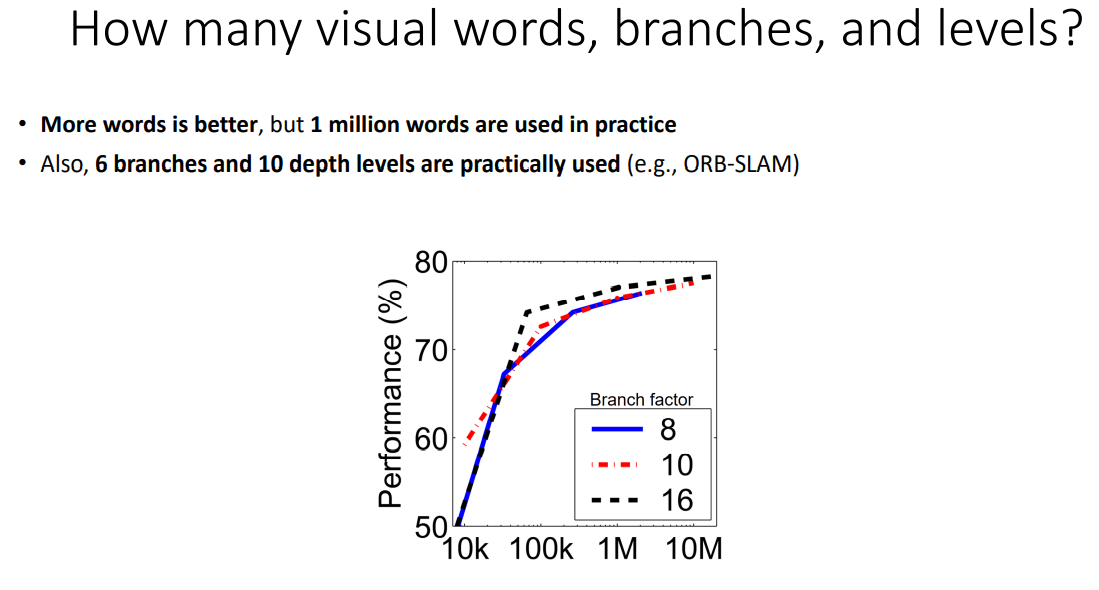 How many visual words, branches, and levels?
• More words is better, but 1 million words are used in practice
• Also, 6 branches and 10 depth levels are practically used (e.g., ORB-SLAM)
Performance (%)
80
70
60
50
Branch factor
8
10
16
10k 100k 1M 10M